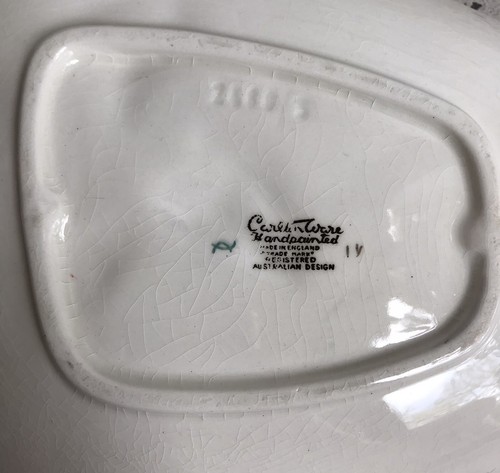 Carlton Ware
Handpainted
MADE IN ENGLAND
TRADE MARK
REGISTERED
AUSTRALIAN DESIGN